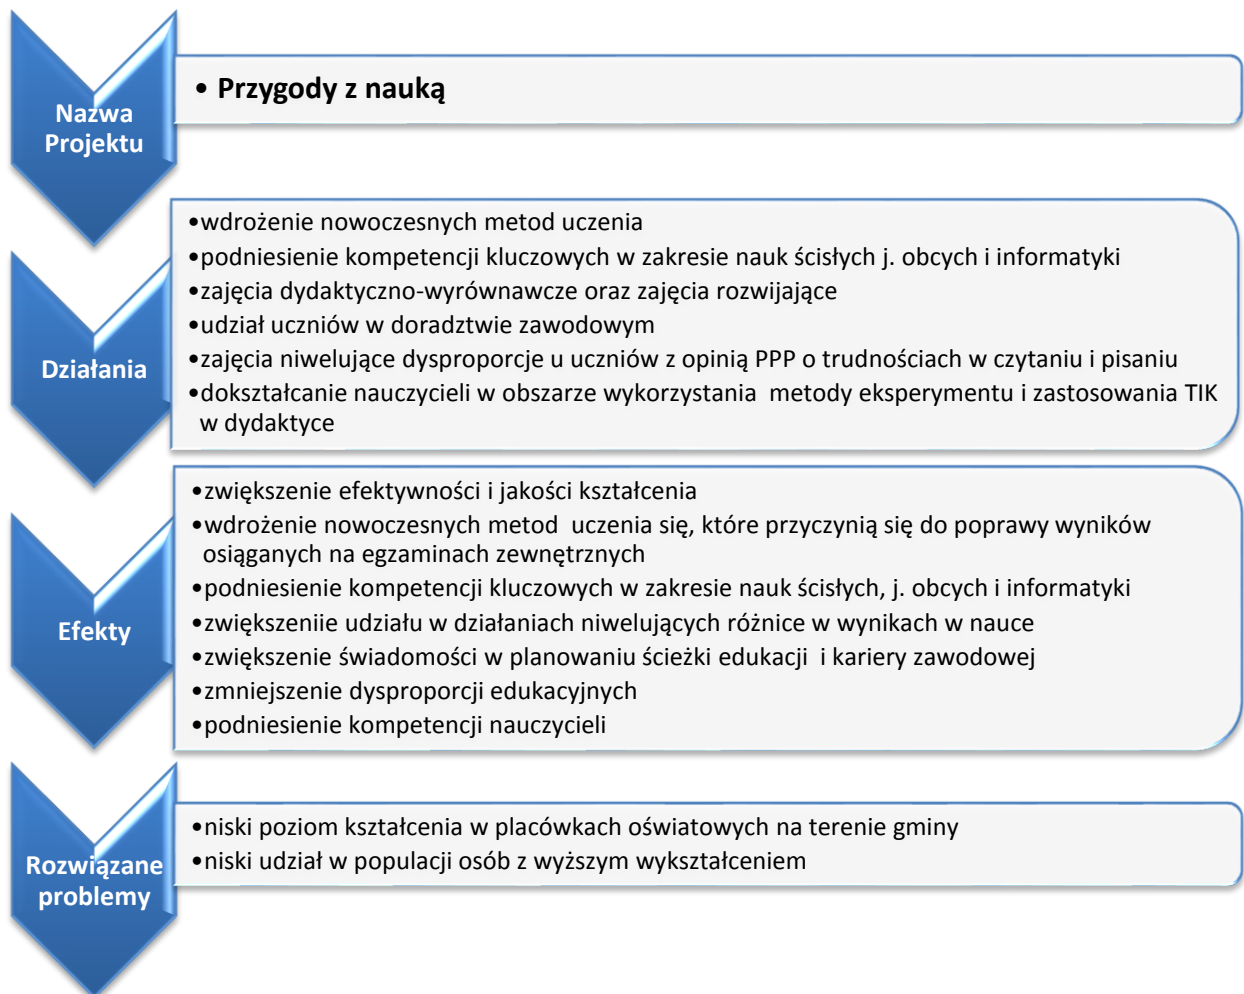 Nazwa
Projektu
• Przygody z nauką
Działania
•wdrożenie nowoczesnych metod uczenia
•podniesienie kompetencji kluczowych w zakresie nauk ścisłych j. obcych i informatyki
•zajęcia dydaktyczno-wyrównawcze oraz zajęcia rozwijające
•udział uczniów w doradztwie zawodowym
•zajęcia niwelujące dysproporcje u uczniów z opinią PPP o trudnościach w czytaniu i pisaniu
•dokształcanie nauczycieli w obszarze wykorzystania metody eksperymentu i zastosowania TIK
w dydaktyce
Efekty
•zwiększenie efektywności i jakości kształcenia
•wdrożenie nowoczesnych metod uczenia się, które przyczynią się do poprawy wyników
osiąganych na egzaminach zewnętrznych
•podniesienie kompetencji kluczowych w zakresie nauk ścisłych, j. obcych i informatyki
•zwiększeniie udziału w działaniach niwelujących różnice w wynikach w nauce
•zwiększenie świadomości w planowaniu ścieżki edukacji i kariery zawodowej
•zmniejszenie dysproporcji edukacyjnych
•podniesienie kompetencji nauczycieli
Rozwiązane
problemy
•niski poziom kształcenia w placówkach oświatowych na terenie gminy
•niski udział w populacji osób z wyższym wykształceniem